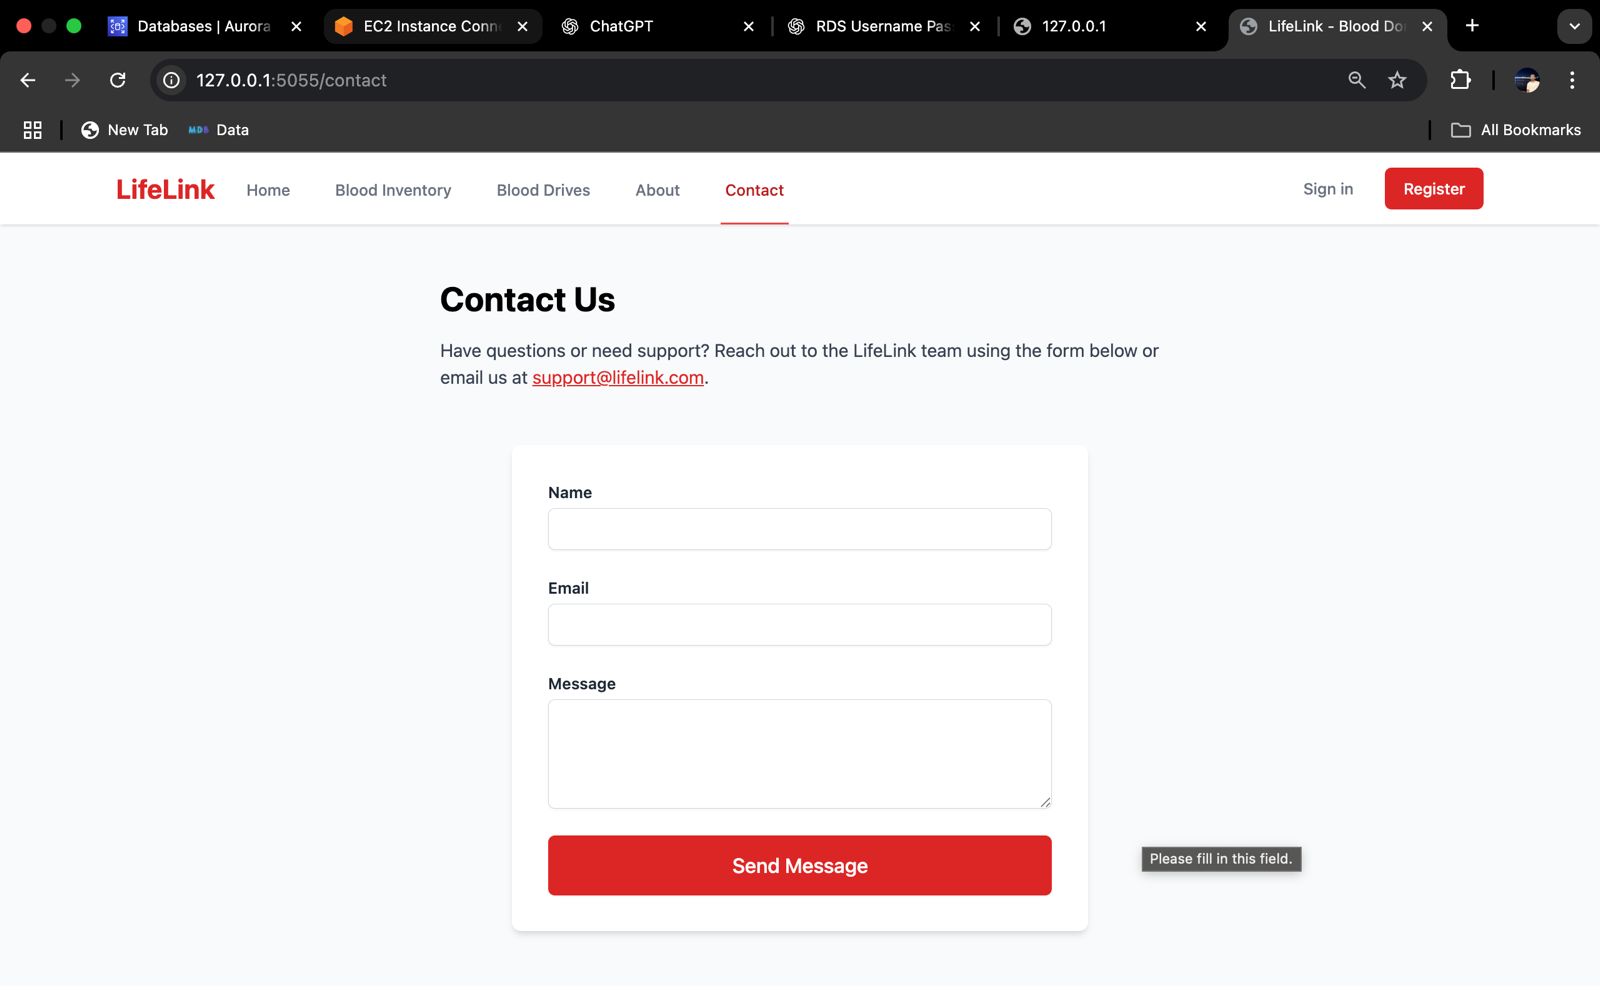 Databases | Aurora
EC2 Instance Conn
ChatGPT
RDS Username Pas
127.0.0.1
LifeLink - Blood Do
127.0.0.1:5055/contact
New Tab
MDB Data
All Bookmarks
LifeLink Home Blood Inventory Blood Drives About Contact Sign in Register
Contact Us
Have questions or need support? Reach out to the LifeLink team using the form below or
email us at support@lifelink.com.
Name
Email
Message
Send Message
Please fill in this field.